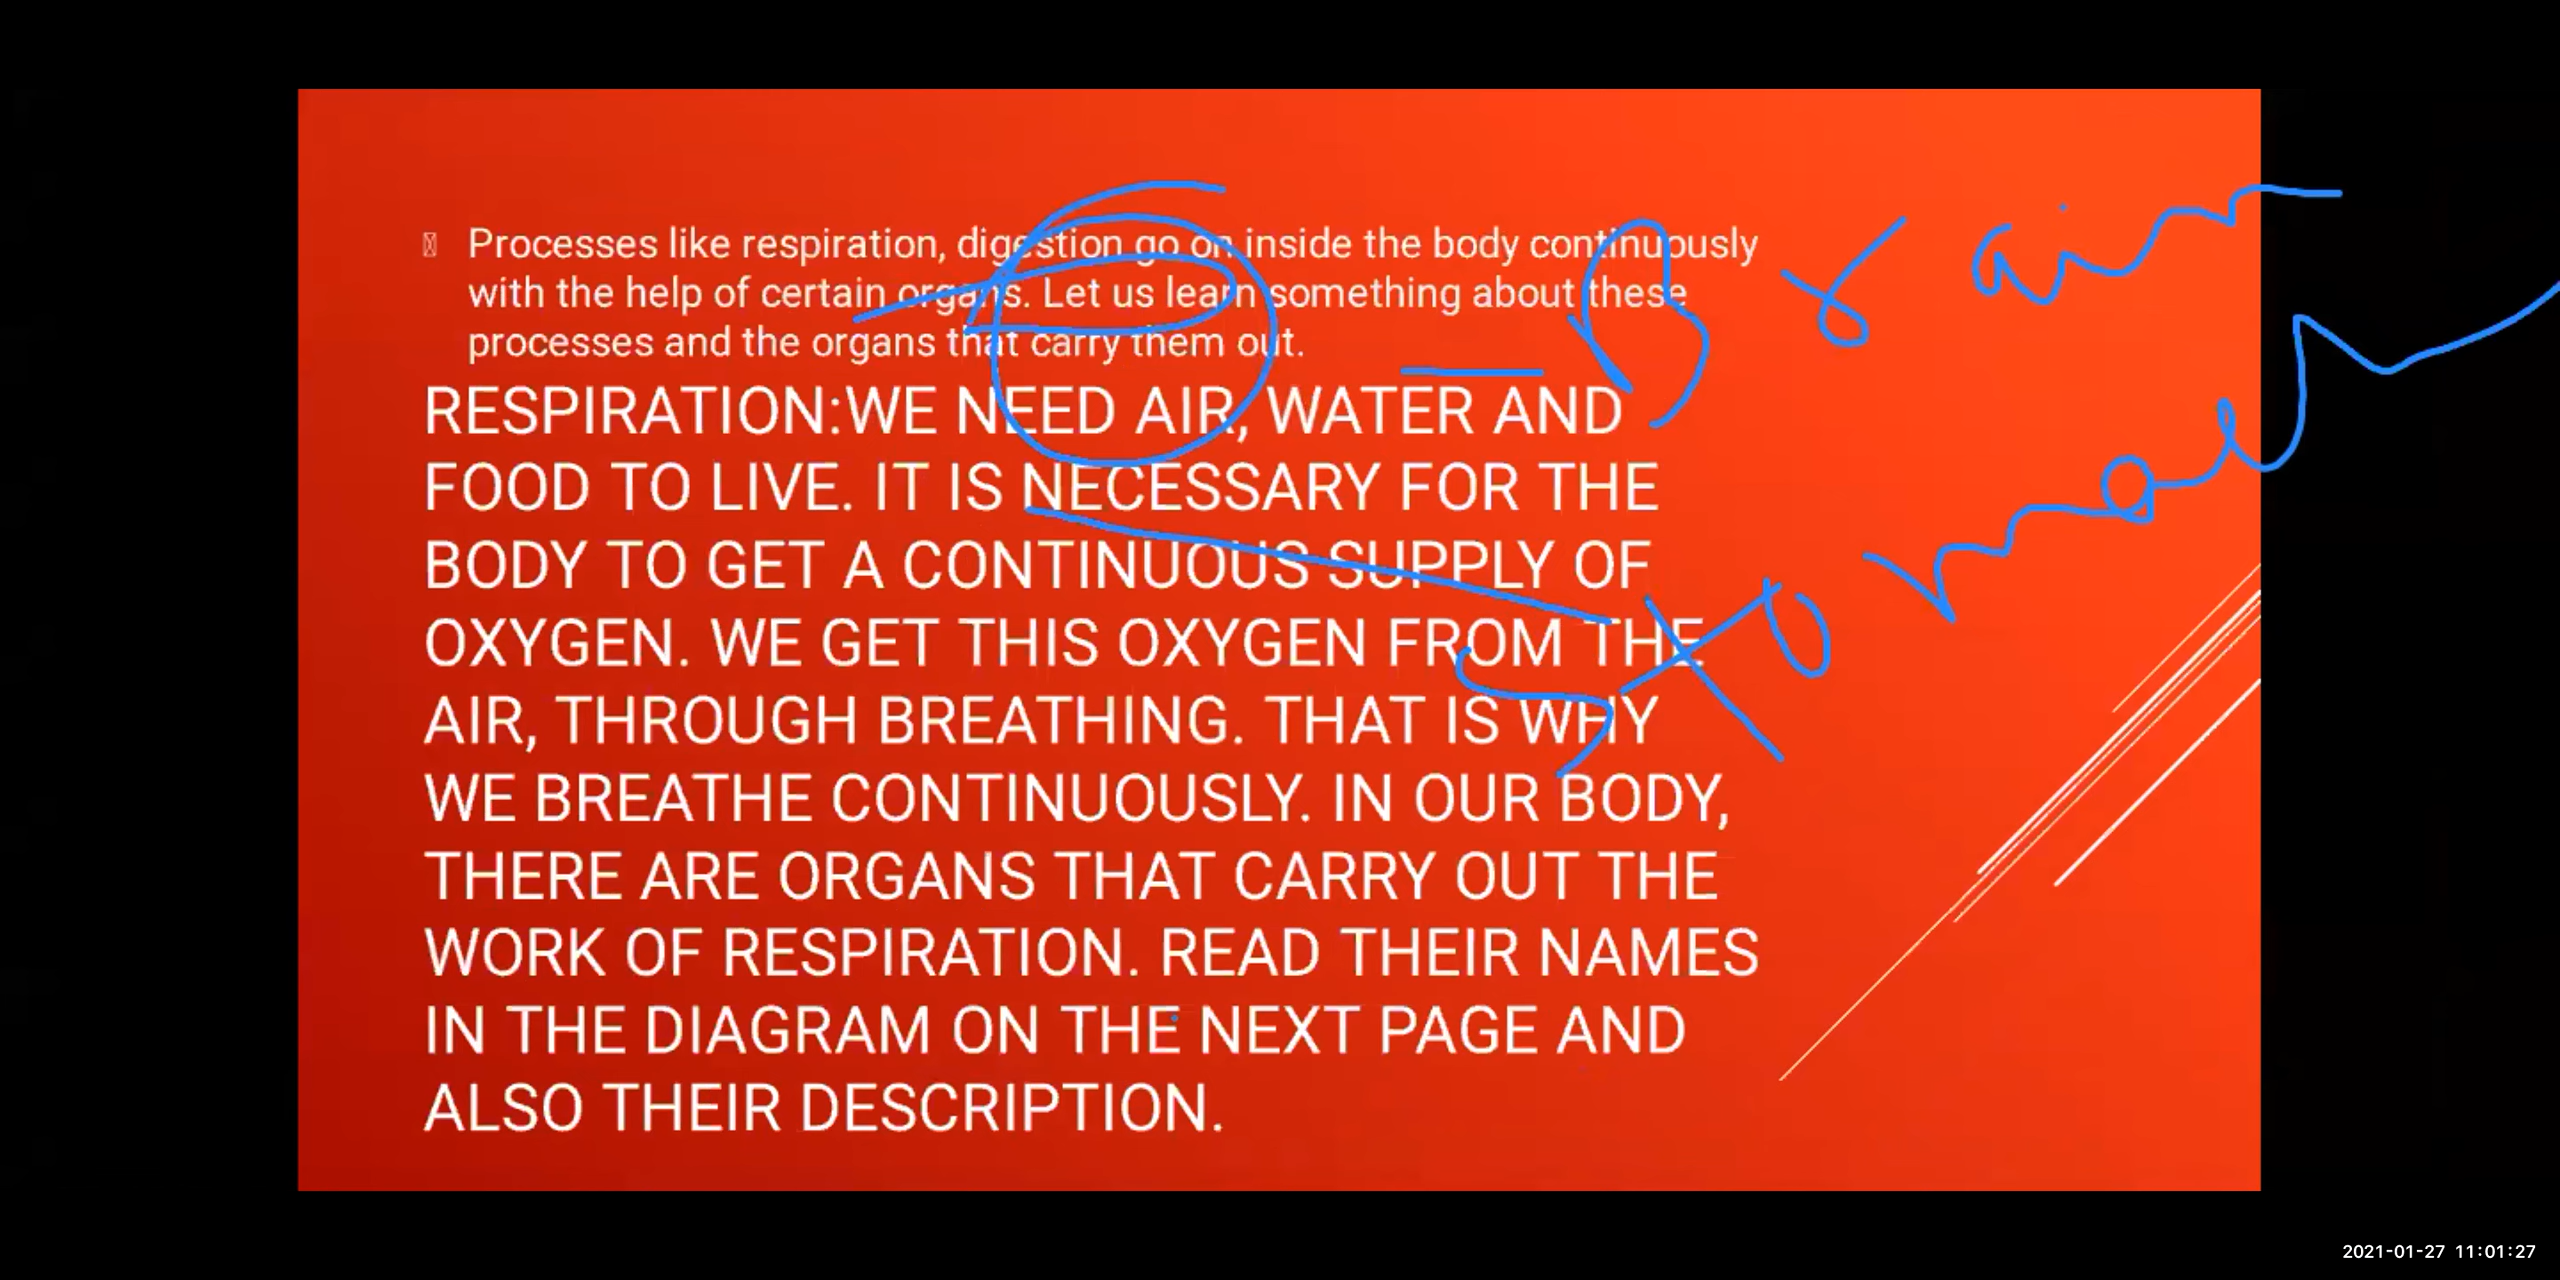 Processes like respiration, digestion go on inside the body continuously
with the help of certain organs. Let us learn something about these
processes and the organs that carry them out.
RESPIRATION:WE NEED AIR, WATER AND
FOOD TO LIVE. IT IS NECESSARY FOR THE
BODY TO GET A CONTINUOUS SUPPLY OF
OXYGEN. WE GET THIS OXYGEN FROM THE
AIR, THROUGH BREATHING. THAT IS WHY
WE BREATHE CONTINUOUSLY. IN OUR BODY,
THERE ARE ORGANS THAT CARRY OUT THE
WORK OF RESPIRATION. READ THEIR NAMES
IN THE DIAGRAM ON THE NEXT PAGE AND
ALSO THEIR DESCRIPTION.
Brain
2021-01-27 11:01:27